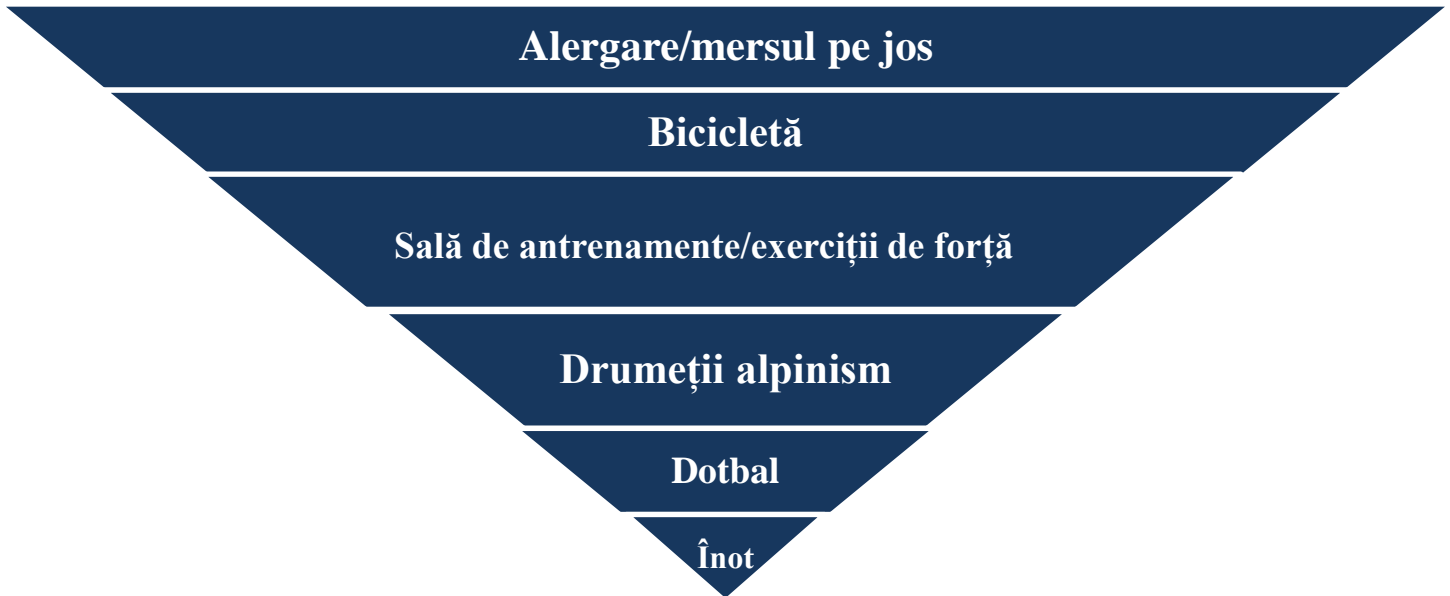 Alergare/mersul pe jos
Bicicletă
Sală de antrenamente/exerciții de forță
Drumeții alpinism
Dotbal
Înot